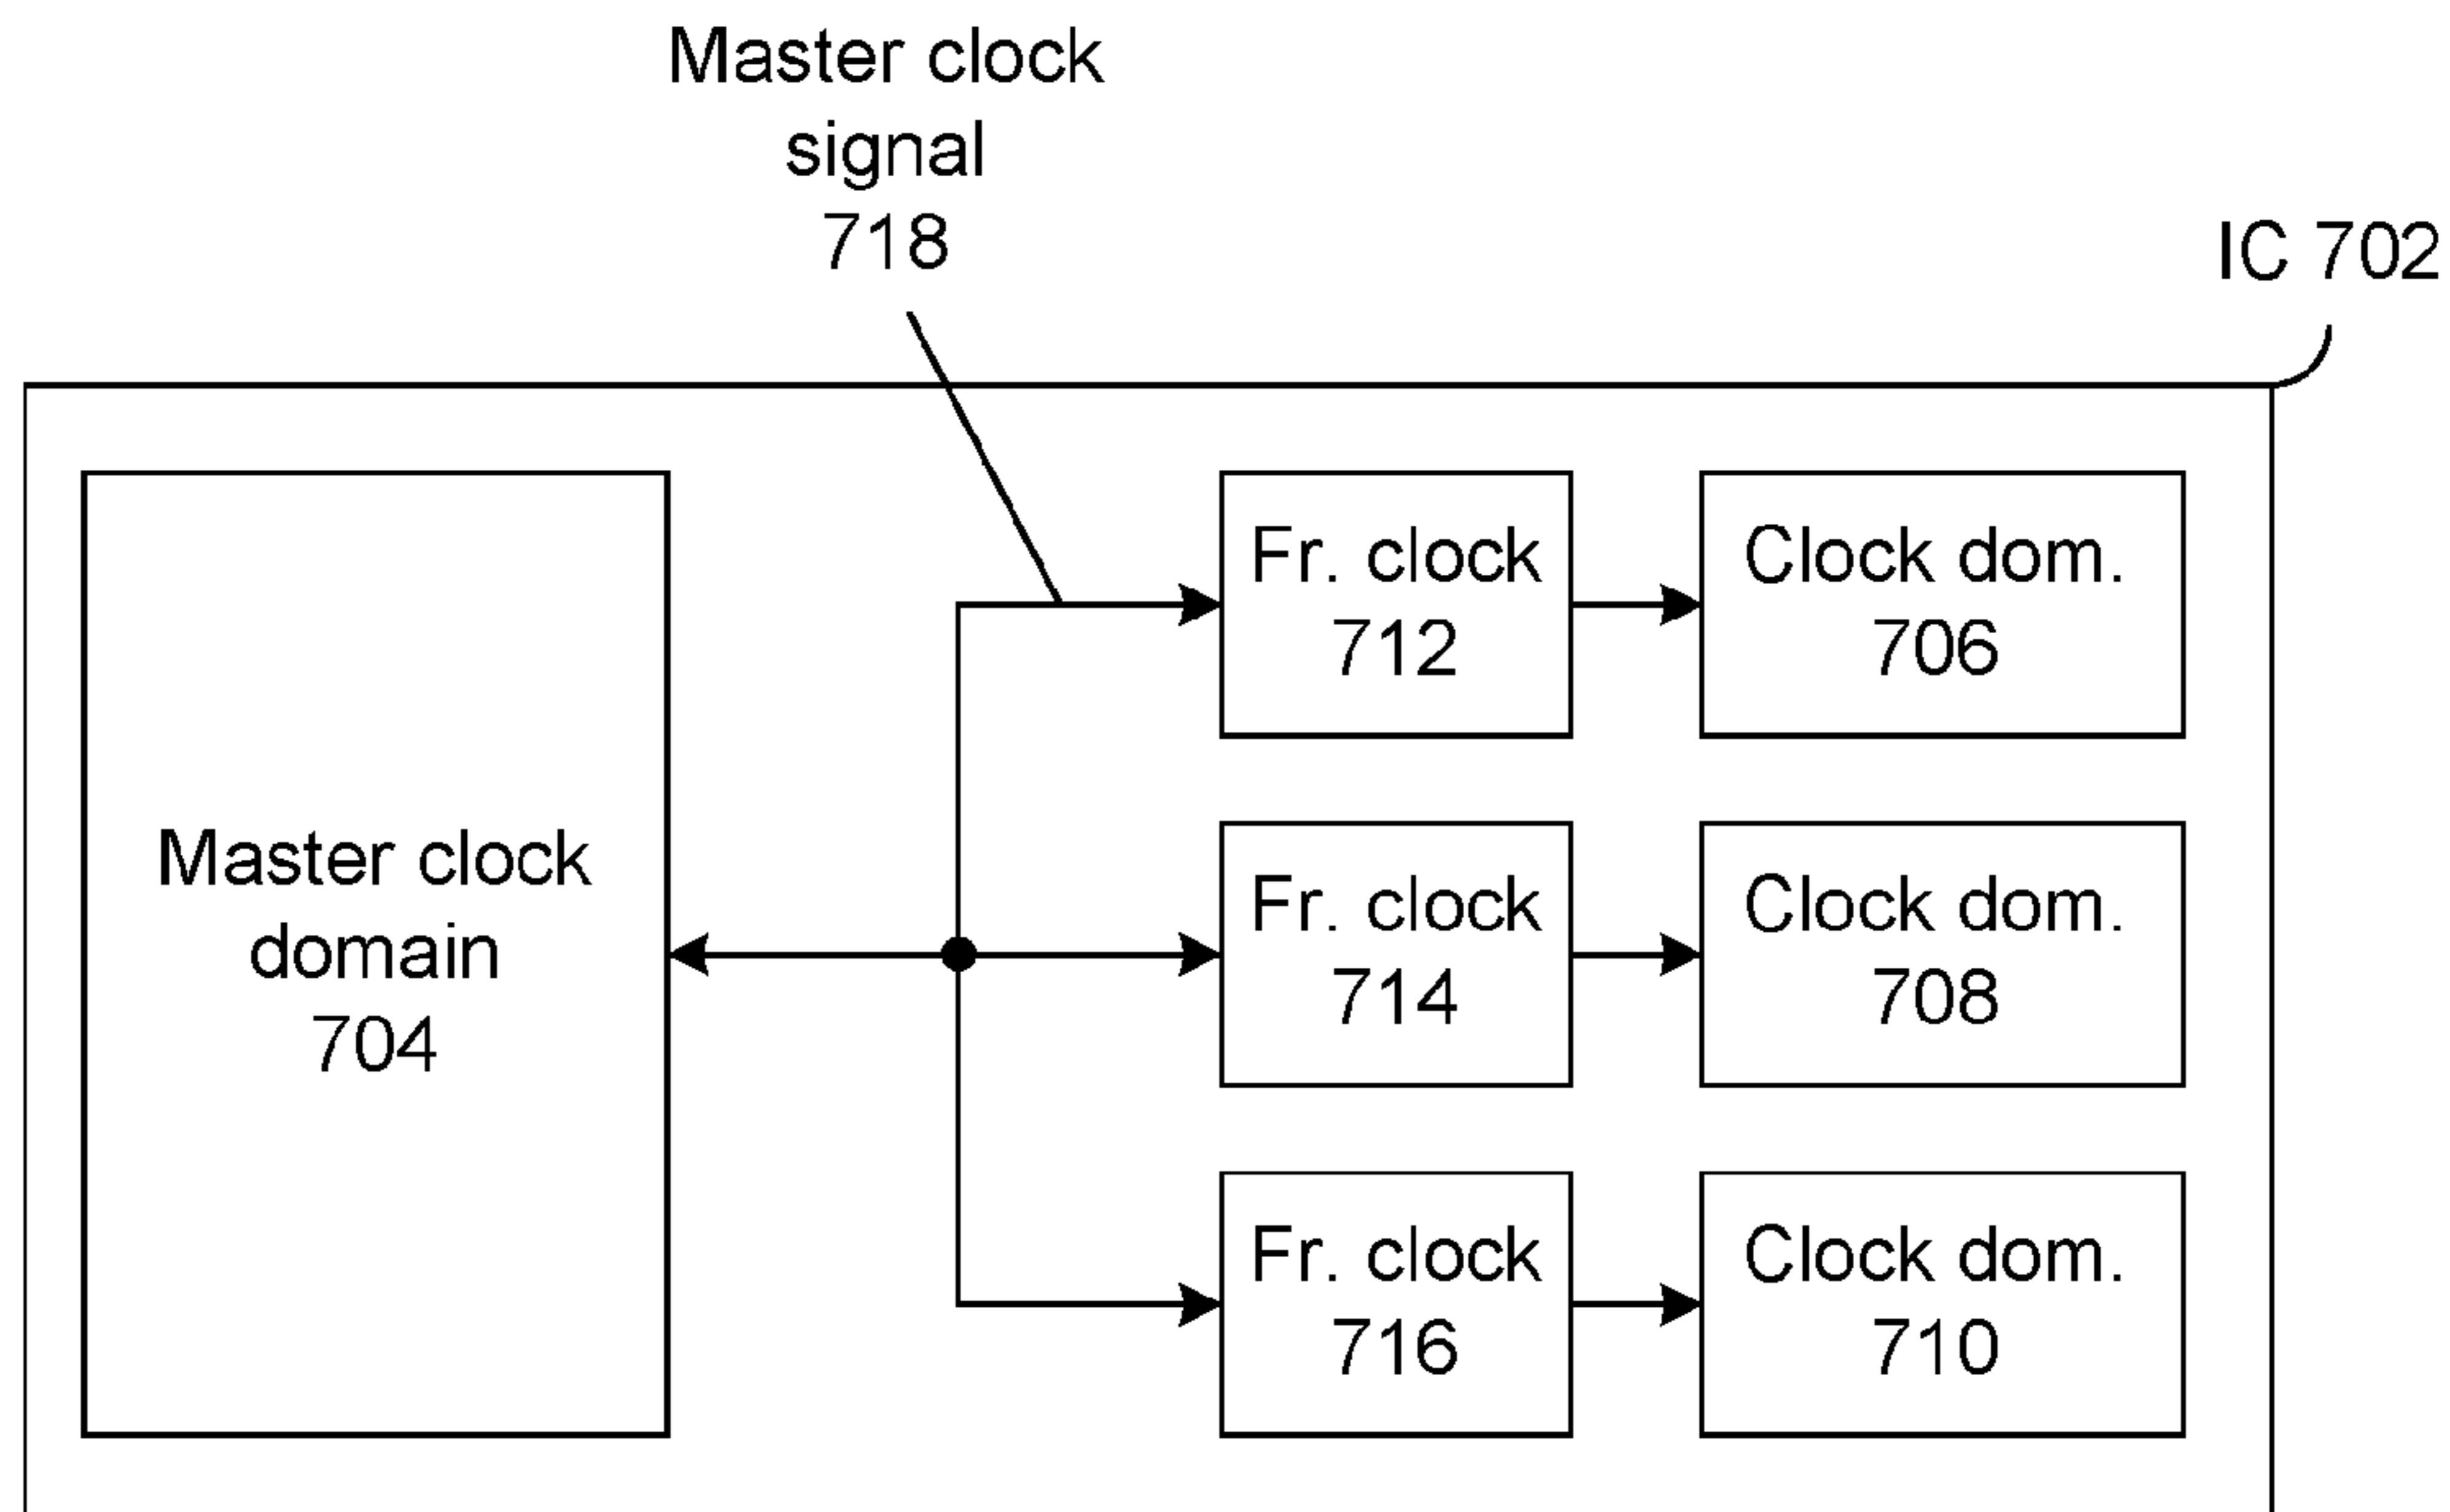 Master clock
signal
718
IC 702
Master clock
domain
704
Fr. clock
712
Clock dom.
706
Fr. clock
714
Clock dom.
708
Fr. clock
716
Clock dom.
710